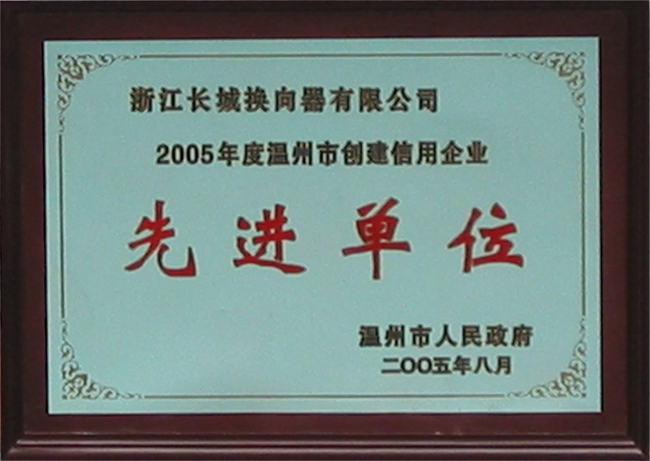 浙江长城换向器有限公司
2005年度温州市创建信用企业
先进单位
温州市人民政府
二OO五年八月